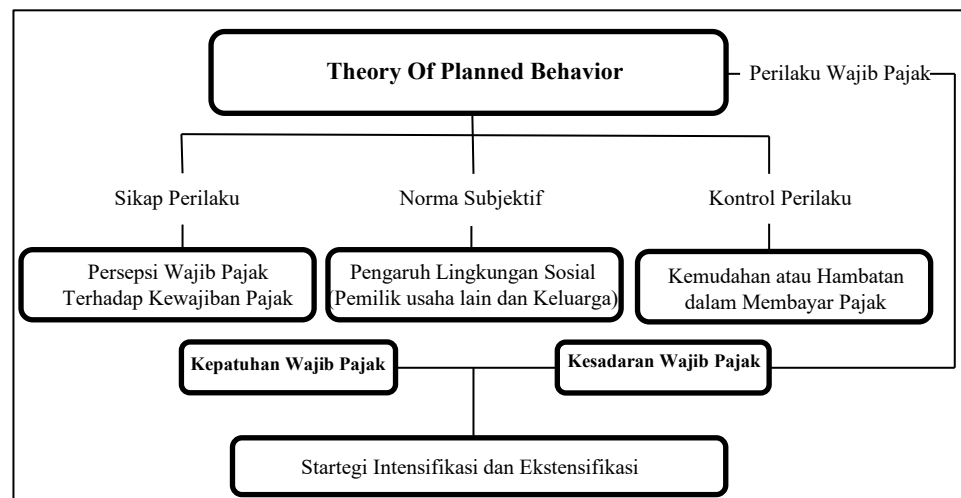 Theory Of Planned Behavior
Perilaku Wajib Pajak
Sikap Perilaku
Norma Subjektif
Kontrol Perilaku
Persepsi Wajib Pajak
Terhadap Kewajiban Pajak
Pengaruh Lingkungan Sosial
(Pemilik usaha lain dan Keluarga)
Kemudahan atau Hambatan
dalam Membayar Pajak
Kepatuhan Wajib Pajak
Kesadaran Wajib Pajak
Startegi Intensifikasi dan Ekstensifikasi